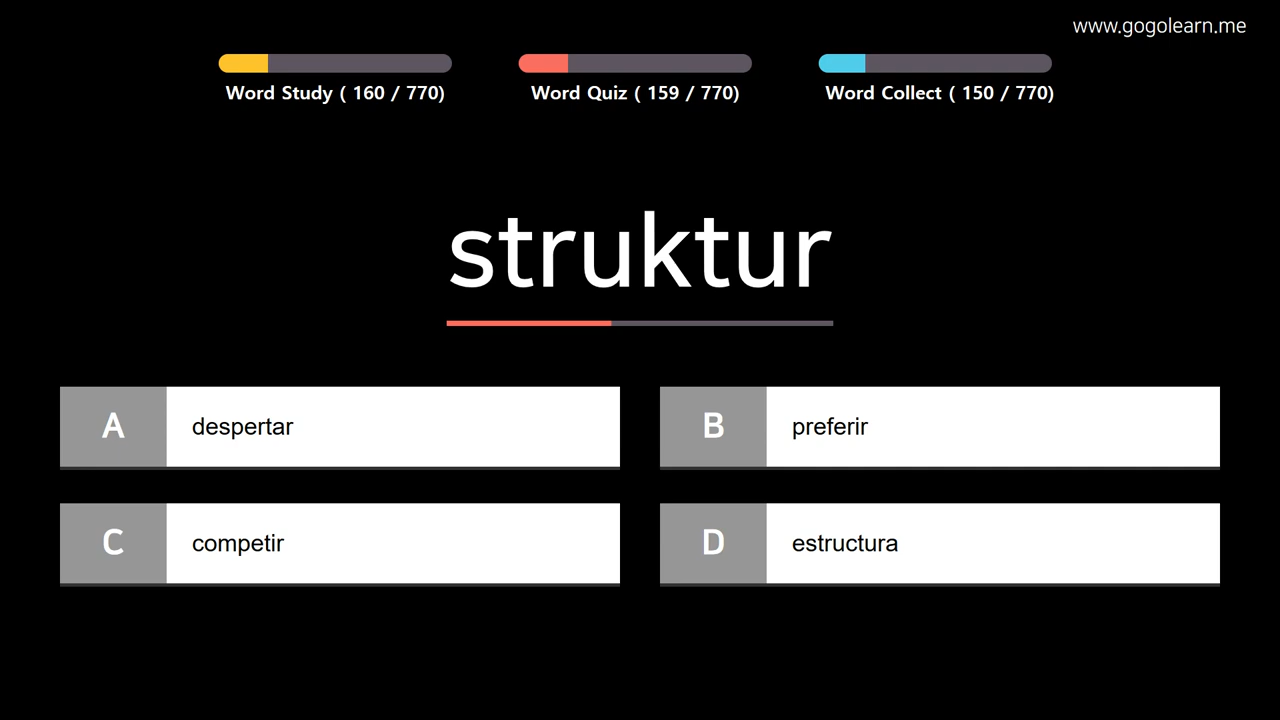 www.gogolearn.me
Word Study ( 160 / 770)
Word Quiz ( 159 / 770)
Word Collect ( 150 / 770)
struktur
A despertar
B preferir
C competir
D estructura